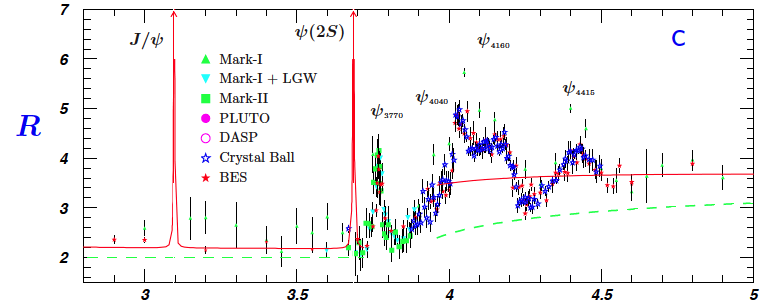 7
6
5
4
3
2
R
J/ψ
ψ(2S)
ψ3770
ψ4040
ψ4160
ψ4415
C
Mark-I
Mark-I + LGW
Mark-II
PLUTO
DASP
Crystal Ball
BES
3 3.5 4 4.5 5